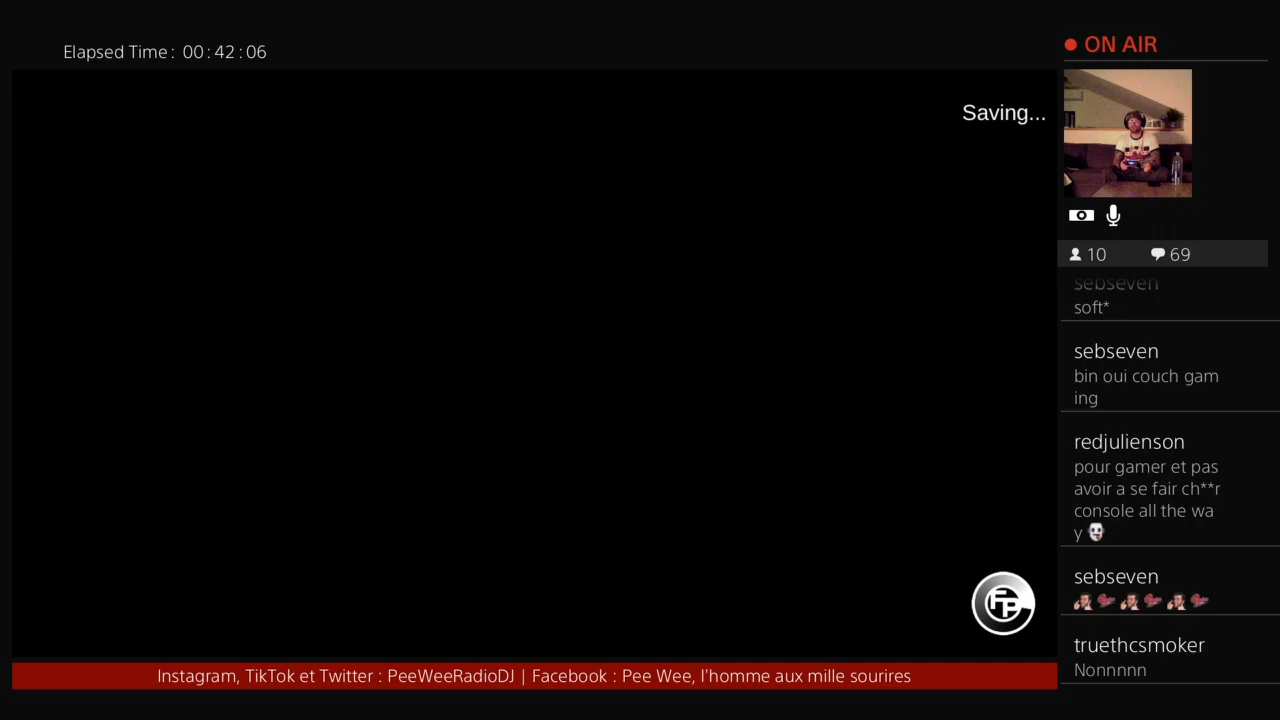 Elapsed Time: 00:42:06
ON AIR
Saving...
10 69
sebseven
soft*
sebseven
bin oui couch gam
ing
redjulienson
pour gamer et pas
avoir a se fair ch**r
console all the wa
y
sebseven
truethcsmoker
Nonnnnn
FP
Instagram, TikTok et Twitter : PeeWeeRadioDJ | Facebook : Pee Wee, l'homme aux mille sourires